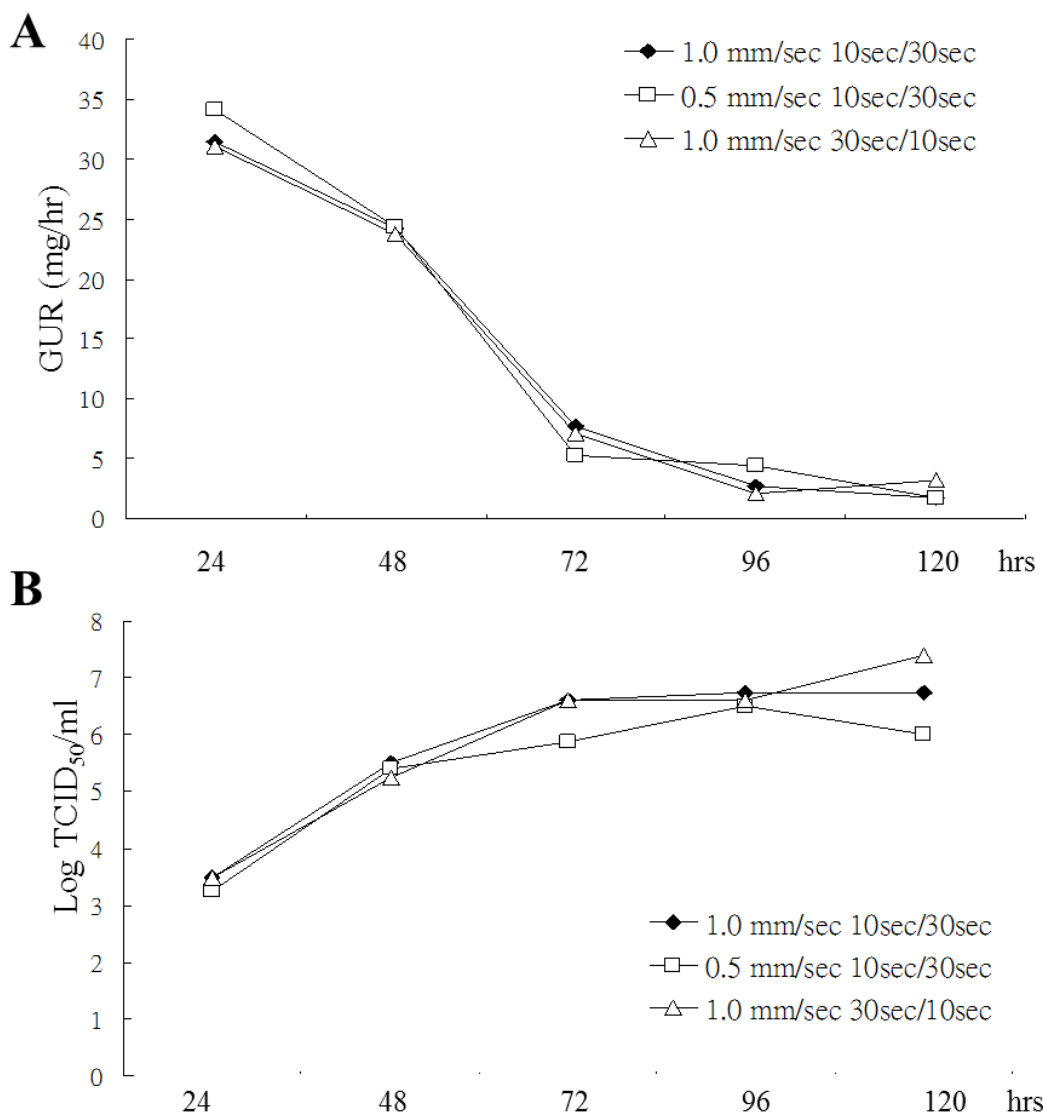 A
40
35
30
25
20
15
10
5
0
GUR (mg/hr)
1.0 mm/sec 10sec/30sec
0.5 mm/sec 10sec/30sec
1.0 mm/sec 30sec/10sec
24 48 72 96 120 hrs
B
8
7
6
5
4
3
2
1
0
Log TCID50/ml
1.0 mm/sec 10sec/30sec
0.5 mm/sec 10sec/30sec
1.0 mm/sec 30sec/10sec
24 48 72 96 120 hrs